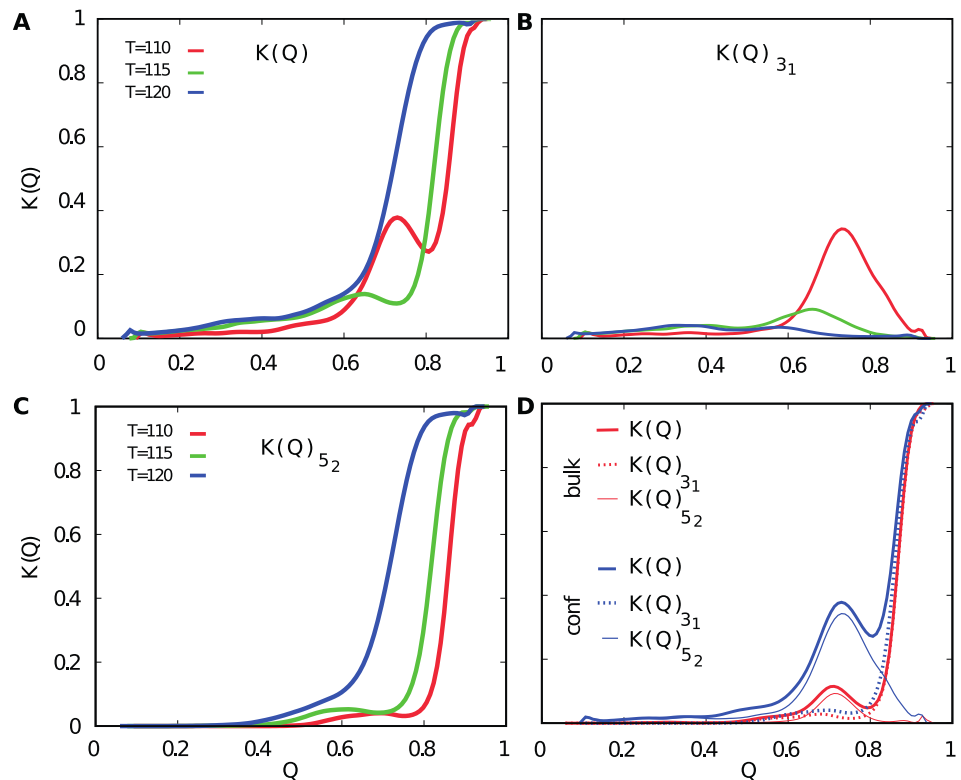 A
K(Q)
T=110
T=115
T=120
1
0.8
0.6
0.4
0.2
0
K(Q)
0
0.2
0.4
0.6
0.8
1
B
K(Q) 3₁
0
0.2
0.4
0.6
0.8
1
C
K(Q) 5₂
T=110
T=115
T=120
1
0.8
0.6
0.4
0.2
0
K(Q)
0
0.2
0.4
0.6
0.8
1
Q
D
bulk
K(Q)
K(Q) 3₁
K(Q) 5₂
conf
K(Q)
K(Q) 3₁
K(Q) 5₂
0
0.2
0.4
0.6
0.8
1
Q